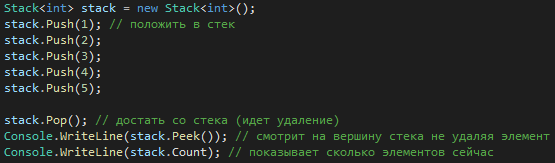 Stack<int> stack = new Stack<int>();
stack.Push(1); // положить в стек
stack.Push(2);
stack.Push(3);
stack.Push(4);
stack.Push(5);
stack.Pop(); // достать со стека (идет удаление)
Console.WriteLine(stack.Peek()); // смотрит на вершину стека не удаляя элемент
Console.WriteLine(stack.Count); // показывает сколько элементов сейчас